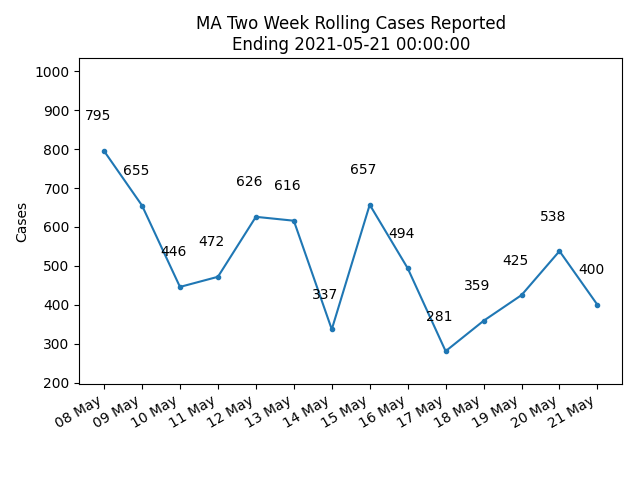 MA Two Week Rolling Cases Reported
Ending 2021-05-21 00:00:00
Cases
1000
900
800
700
600
500
400
300
200
795
655
446
472
626
616
337
657
494
281
359
425
538
400
08 May
09 May
10 May
11 May
12 May
13 May
14 May
15 May
16 May
17 May
18 May
19 May
20 May
21 May